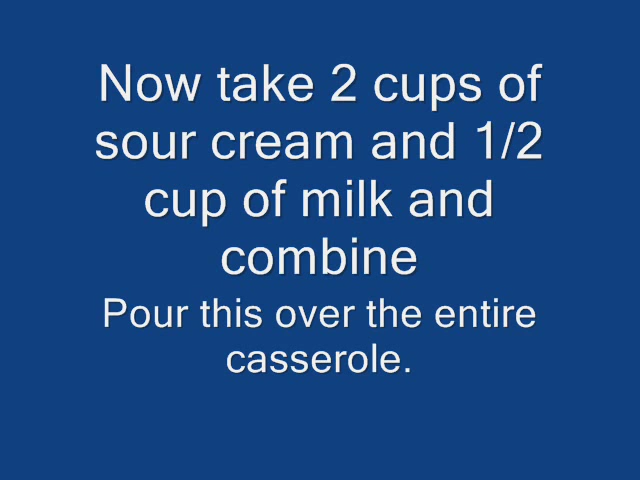 Now take 2 cups of
sour cream and 1/2
cup of milk and
combine
Pour this over the entire
casserole.